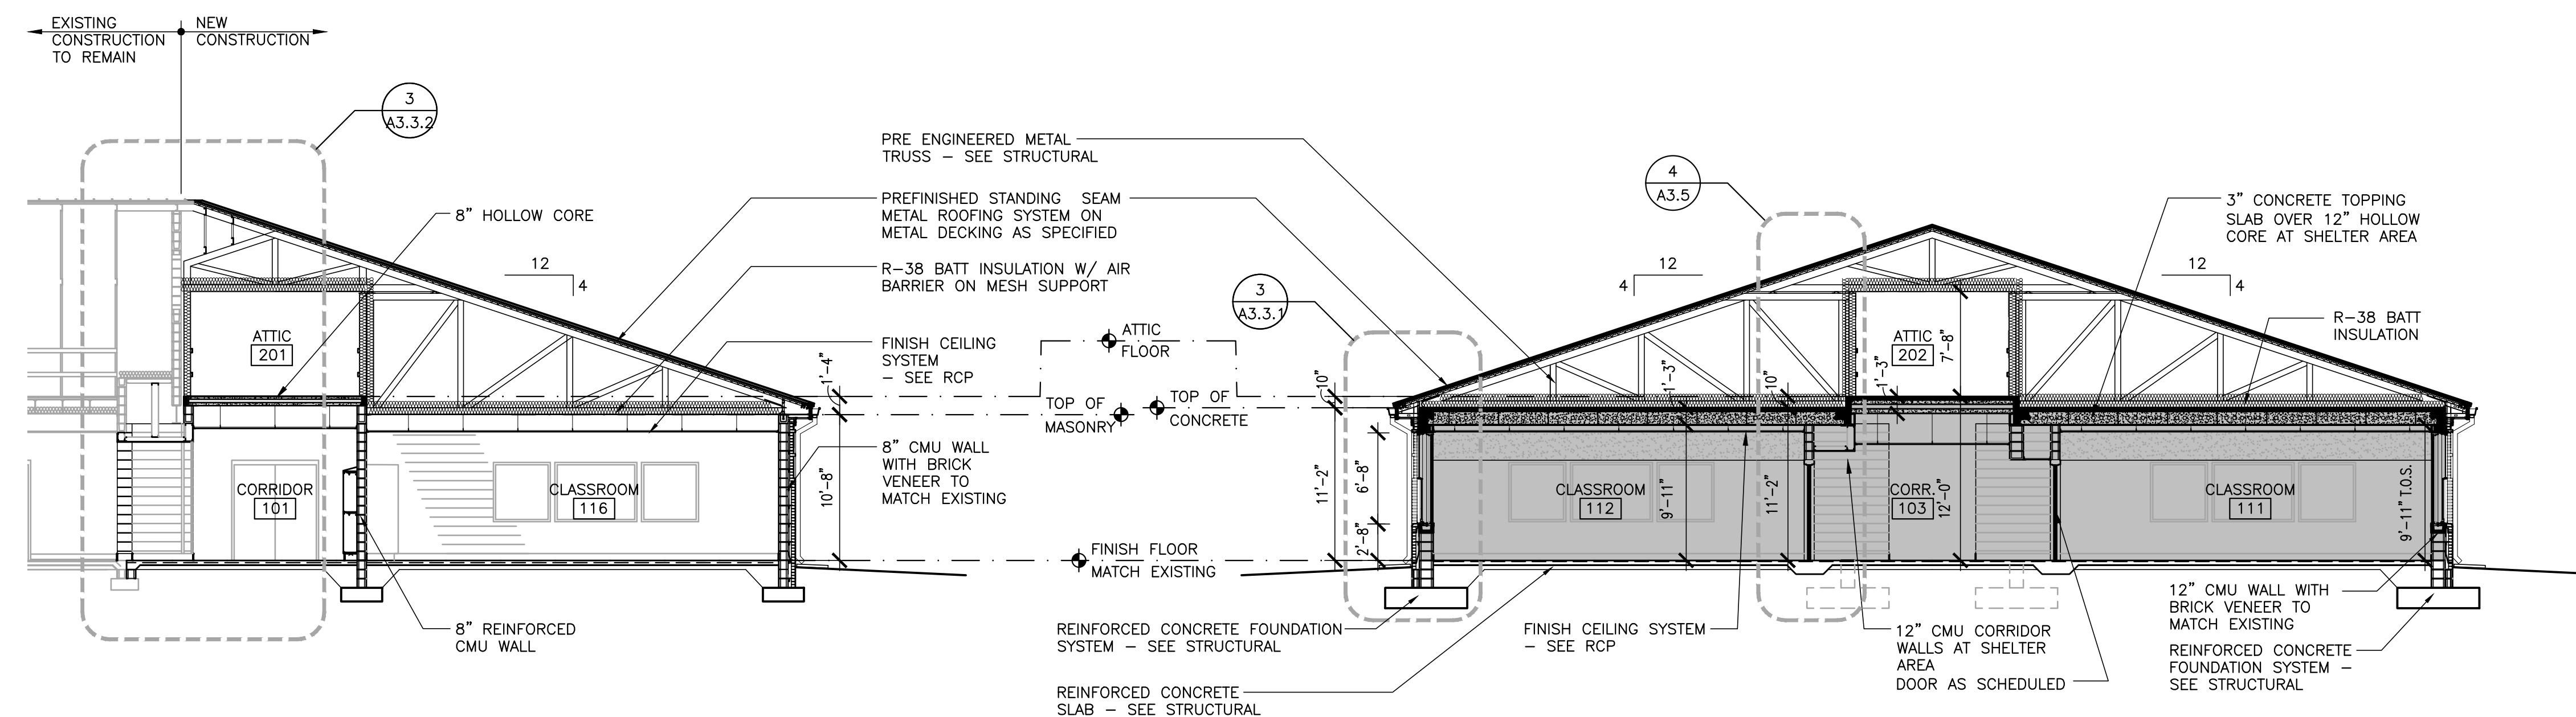 EXISTING
CONSTRUCTION
TO REMAIN
NEW
CONSTRUCTION
3
A3.3.2
8" HOLLOW CORE
12
4
ATTIC
201
CORRIDOR
101
CLASSROOM
116
8" REINFORCED
CMU WALL
PRE ENGINEERED METAL
TRUSS – SEE STRUCTURAL
PREFINISHED STANDING SEAM
METAL ROOFING SYSTEM ON
METAL DECKING AS SPECIFIED
R–38 BATT INSULATION W/ AIR
BARRIER ON MESH SUPPORT
FINISH CEILING
SYSTEM
– SEE RCP
8" CMU WALL
WITH BRICK
VENEER TO
MATCH EXISTING
1'-4"
10'-8"
ATTIC
FLOOR
TOP OF
MASONRY
TOP OF
CONCRETE
FINISH FLOOR
MATCH EXISTING
3
A3.3.1
10"
11'-2"
6'-8"
2'-8"
REINFORCED CONCRETE FOUNDATION
SYSTEM – SEE STRUCTURAL
REINFORCED CONCRETE
SLAB – SEE STRUCTURAL
4
A3.5
12
4
12
4
ATTIC
202
7'-8"
1'-3"
10"
1'-3"
CLASSROOM
112
9'-11"
11'-2"
CORR.
103
12'-0"
CLASSROOM
111
9'-11" T.O.S.
3" CONCRETE TOPPING
SLAB OVER 12" HOLLOW
CORE AT SHELTER AREA
R–38 BATT
INSULATION
FINISH CEILING SYSTEM
– SEE RCP
12" CMU CORRIDOR
WALLS AT SHELTER
AREA
DOOR AS SCHEDULED
12" CMU WALL WITH
BRICK VENEER TO
MATCH EXISTING
REINFORCED CONCRETE
FOUNDATION SYSTEM –
SEE STRUCTURAL